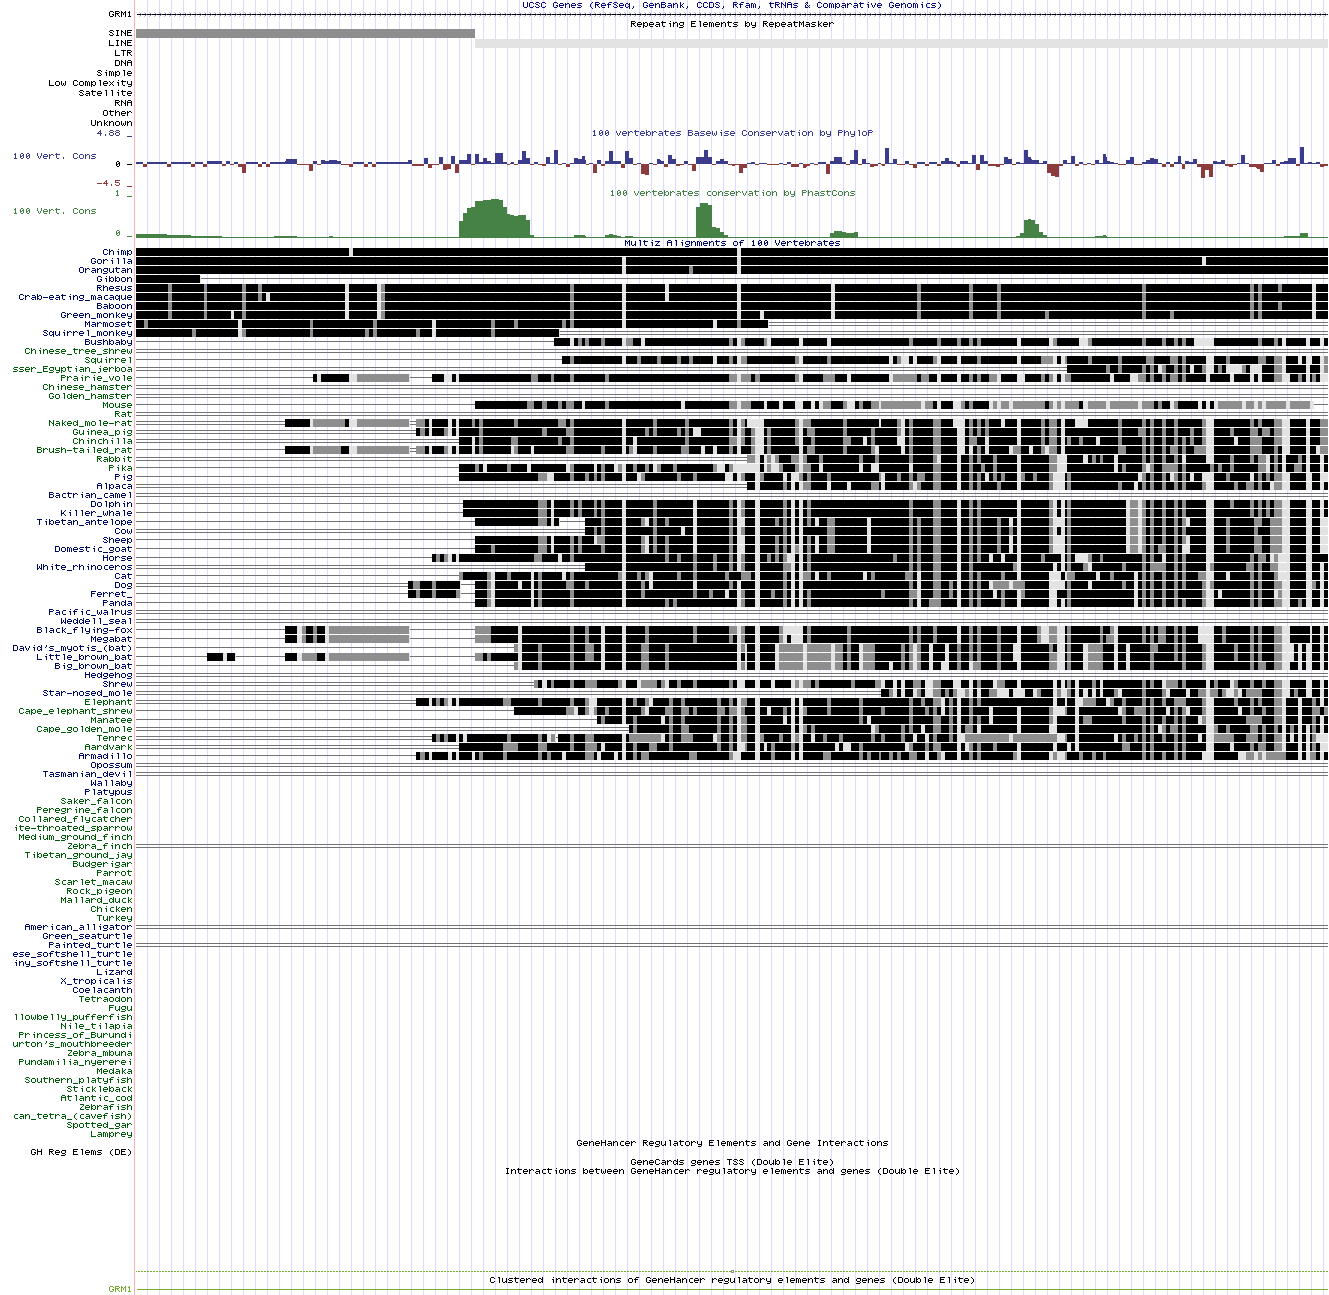 UCSC Genes (RefSeq, GenBank, CCDS, Rfam, tRNAs & Comparative Genomics)
GRM1
Repeating Elements by RepeatMasker
SINE
LINE
LTR
DNA
Simple
Low Complexity
Satellite
RNA
Other
Unknown
4.88 _
100 vertebrates Basewise Conservation by PhyloP
100 Vert. Cons
0 _
-4.5 _
100 vertebrates conservation by PhastCons
1 _
100 Vert. Cons
0 _
Multiz Alignments of 100 Vertebrates
Chimp
Gorilla
Orangutan
Gibbon
Rhesus
Crab-eating_macaque
Baboon
Green_monkey
Marmoset
Squirrel_monkey
Bushbaby
Chinese_tree_shrew
Squirrel
sser_Egyptian_jerboa
Prairie_vole
Chinese_hamster
Golden_hamster
Mouse
Rat
Naked_mole-rat
Guinea_pig
Chinchilla
Brush-tailed_rat
Rabbit
Pika
Pig
Alpaca
Bactrian_camel
Dolphin
Killer_whale
Tibetan_antelope
Cow
Sheep
Domestic_goat
Horse
White_rhinoceros
Cat
Dog
Ferret_
Panda
Pacific_walrus
Weddell_seal
Black_flying-fox
Megabat
David's_myotis_(bat)
Little_brown_bat
Big_brown_bat
Hedgehog
Shrew
Star-nosed_mole
Elephant
Cape_elephant_shrew
Manatee
Cape_golden_mole
Tenrec
Aardvark
Armadillo
Opossum
Tasmanian_devil
Wallaby
Platypus
Saker_falcon
Peregrine_falcon
Collared_flycatcher
ite-throated_sparrow
Medium_ground_finch
Zebra_finch
Tibetan_ground_jay
Budgerigar
Parrot
Scarlet_macaw
Rock_pigeon
Mallard_duck
Chicken
Turkey
American_alligator
Green_seaturtle
Painted_turtle
ese_softshell_turtle
iny_softshell_turtle
Lizard
X_tropicalis
Coelacanth
Tetraodon
Fugu
llowbelly_pufferfish
Nile_tilapia
Princess_of_Burundi
urton's_mouthbreeder
Zebra_mbuna
Pundamilia_nyererei
Medaka
Southern_platyfish
Stickleback
Atlantic_cod
Zebrafish
can_tetra_(cavefish)
Spotted_gar
Lamprey
GeneHancer Regulatory Elements and Gene Interactions
GH Reg Elems (DE)
GeneCards genes TSS (Double Elite)
Interactions between GeneHancer regulatory elements and genes (Double Elite)
Clustered interactions of GeneHancer regulatory elements and genes (Double Elite)
GRM1